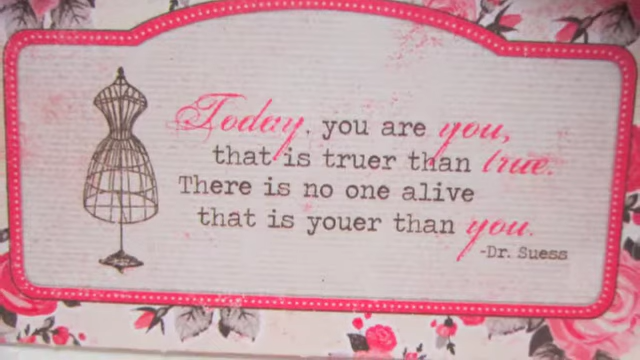 Today, you are you,
that is truer than true.
There is no one alive
that is youer than you.
-Dr. Suess